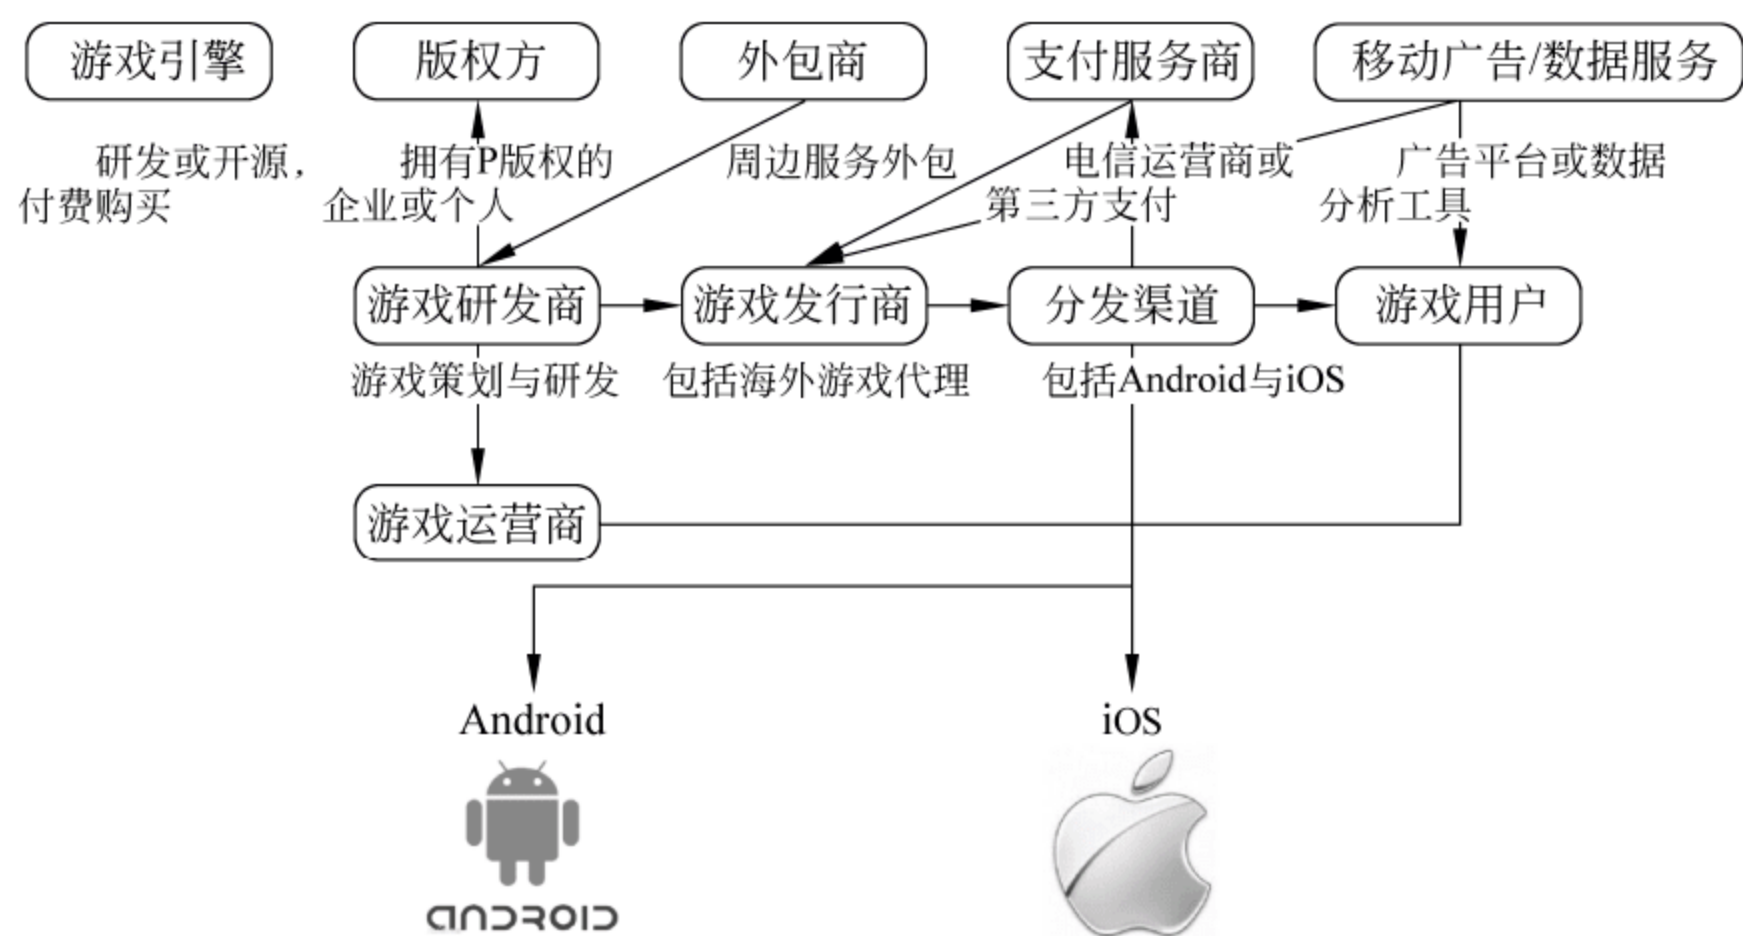 游戏引擎
版权方
外包商
支付服务商
移动广告/数据服务
研发或开源，
付费购买
拥有P版权的
企业或个人
周边服务外包
电信运营商或
第三方支付
广告平台或数据
分析工具
游戏研发商
游戏发行商
分发渠道
游戏用户
游戏策划与研发
包括海外游戏代理
包括Android与iOS
游戏运营商
Android
iOS
ANDROID